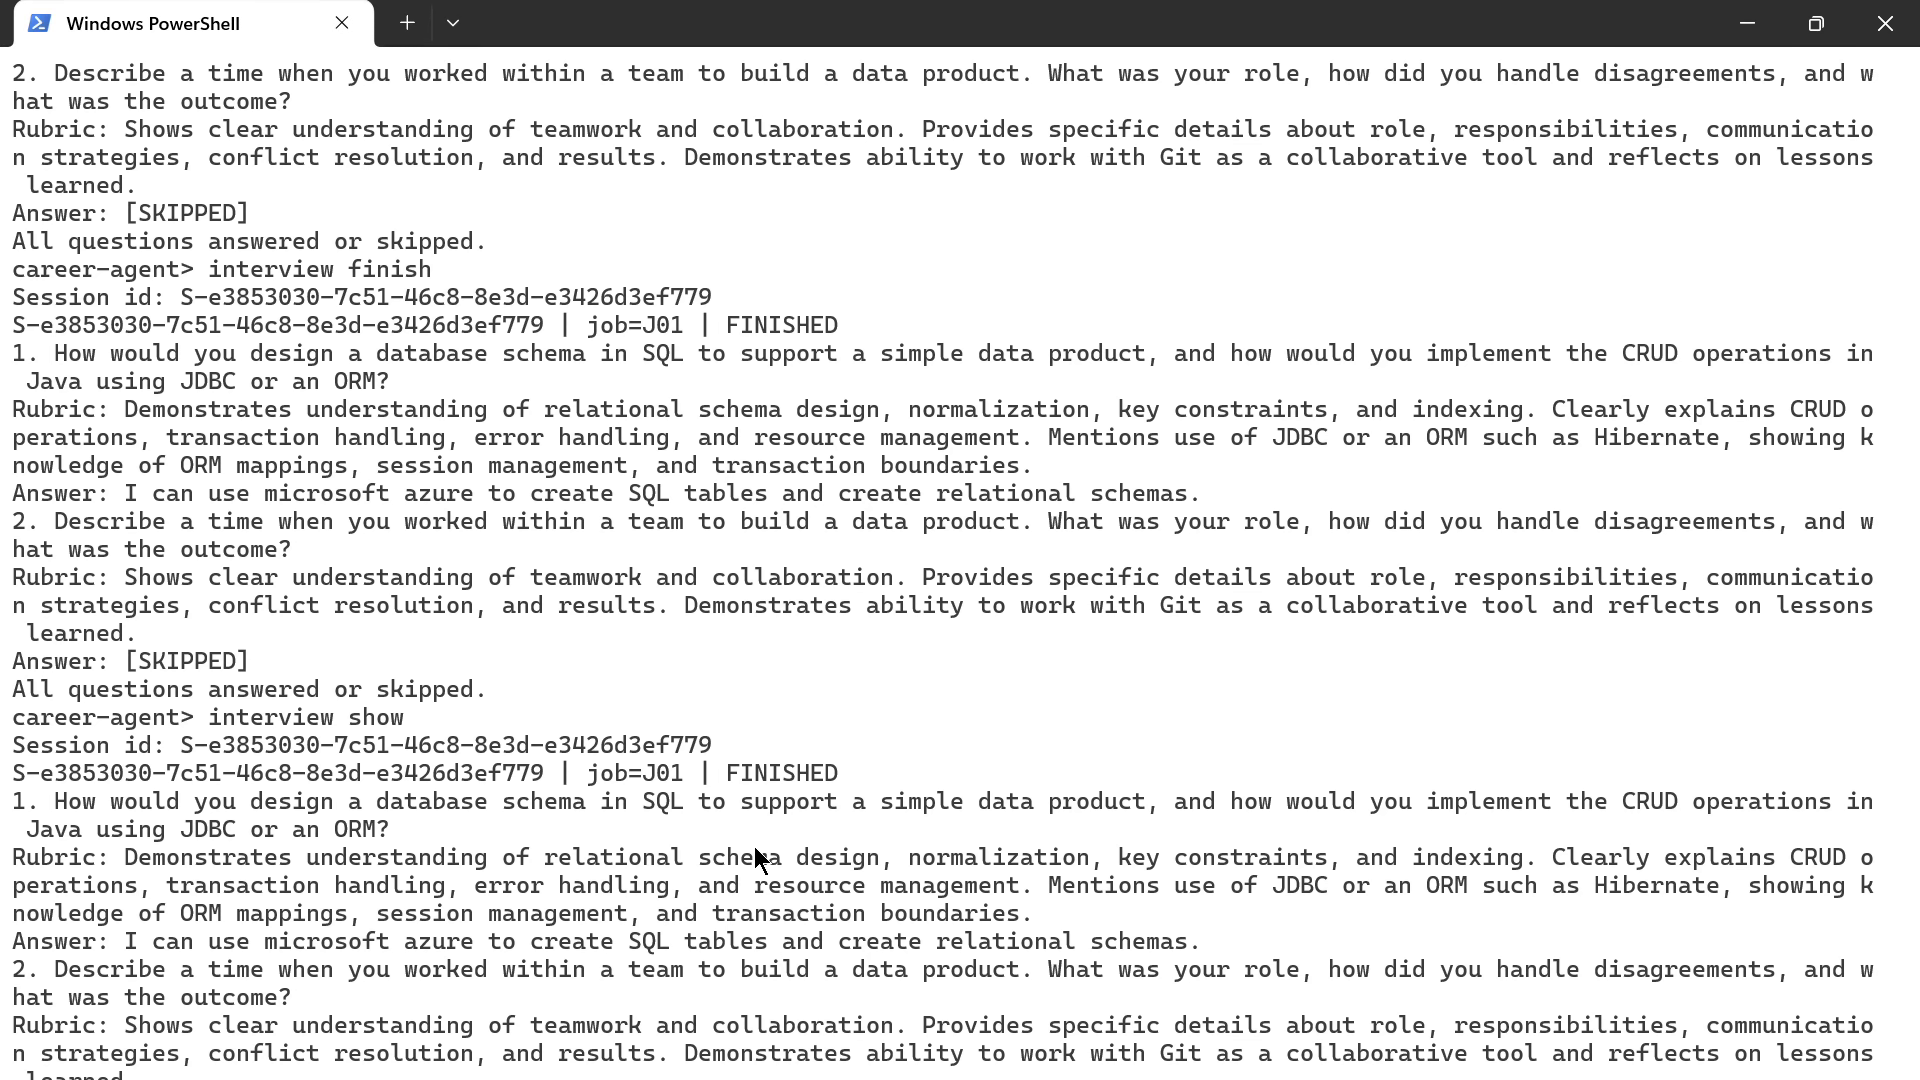 Windows PowerShell
2. Describe a time when you worked within a team to build a data product. What was your role, how did you handle disagreements, and w
hat was the outcome?
Rubric: Shows clear understanding of teamwork and collaboration. Provides specific details about role, responsibilities, communicatio
n strategies, conflict resolution, and results. Demonstrates ability to work with Git as a collaborative tool and reflects on lessons
 learned.
Answer: [SKIPPED]
All questions answered or skipped.
career-agent> interview finish
Session id: S-e3853030-7c51-46c8-8e3d-e3426d3ef779
S-e3853030-7c51-46c8-8e3d-e3426d3ef779 | job=J01 | FINISHED
1. How would you design a database schema in SQL to support a simple data product, and how would you implement the CRUD operations in
 Java using JDBC or an ORM?
Rubric: Demonstrates understanding of relational schema design, normalization, key constraints, and indexing. Clearly explains CRUD o
perations, transaction handling, error handling, and resource management. Mentions use of JDBC or an ORM such as Hibernate, showing k
nowledge of ORM mappings, session management, and transaction boundaries.
Answer: I can use microsoft azure to create SQL tables and create relational schemas.
2. Describe a time when you worked within a team to build a data product. What was your role, how did you handle disagreements, and w
hat was the outcome?
Rubric: Shows clear understanding of teamwork and collaboration. Provides specific details about role, responsibilities, communicatio
n strategies, conflict resolution, and results. Demonstrates ability to work with Git as a collaborative tool and reflects on lessons
 learned.
Answer: [SKIPPED]
All questions answered or skipped.
career-agent> interview show
Session id: S-e3853030-7c51-46c8-8e3d-e3426d3ef779
S-e3853030-7c51-46c8-8e3d-e3426d3ef779 | job=J01 | FINISHED
1. How would you design a database schema in SQL to support a simple data product, and how would you implement the CRUD operations in
 Java using JDBC or an ORM?
Rubric: Demonstrates understanding of relational schema design, normalization, key constraints, and indexing. Clearly explains CRUD o
perations, transaction handling, error handling, and resource management. Mentions use of JDBC or an ORM such as Hibernate, showing k
nowledge of ORM mappings, session management, and transaction boundaries.
Answer: I can use microsoft azure to create SQL tables and create relational schemas.
2. Describe a time when you worked within a team to build a data product. What was your role, how did you handle disagreements, and w
hat was the outcome?
Rubric: Shows clear understanding of teamwork and collaboration. Provides specific details about role, responsibilities, communicatio
n strategies, conflict resolution, and results. Demonstrates ability to work with Git as a collaborative tool and reflects on lessons
 learned.